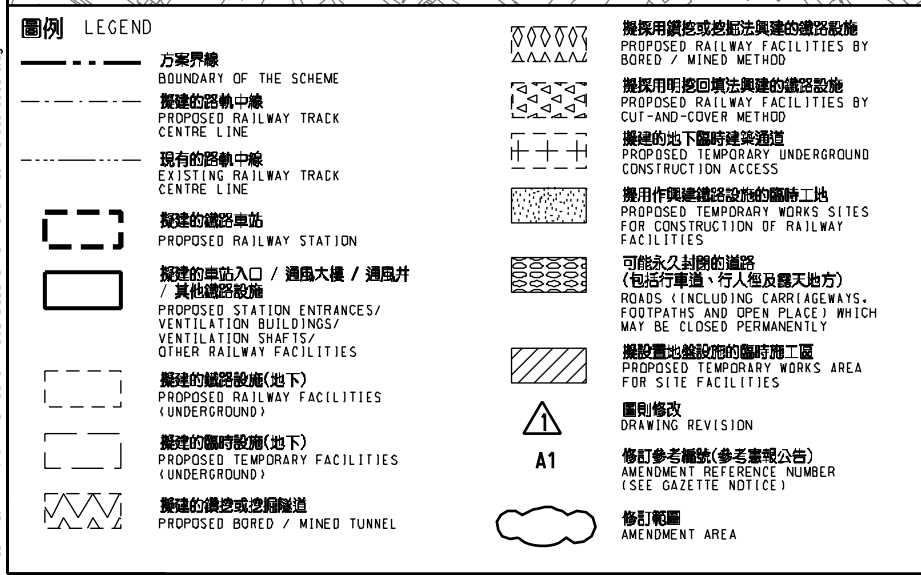 圖例 LEGEND
方案界線
BOUNDARY OF THE SCHEME
擬建的路軌中線
PROPOSED RAILWAY TRACK
CENTRE LINE
現有的路軌中線
EXISTING RAILWAY TRACK
CENTRE LINE
擬建的鐵路車站
PROPOSED RAILWAY STATION
擬建的車站入口 / 通風大樓 / 通風井
/ 其他鐵路設施
PROPOSED STATION ENTRANCES/
VENTILATION BUILDINGS/
VENTILATION SHAFTS/
OTHER RAILWAY FACILITIES
擬建的鐵路設施(地下)
PROPOSED RAILWAY FACILITIES
(UNDERGROUND)
擬建的臨時設施(地下)
PROPOSED TEMPORARY FACILITIES
(UNDERGROUND)
擬建的鑽挖或挖掘隧道
PROPOSED BORED / MINED TUNNEL
擬採用鑽挖或挖掘法興建的鐵路設施
PROPOSED RAILWAY FACILITIES BY
BORED / MINED METHOD
擬採用明挖回填法興建的鐵路設施
PROPOSED RAILWAY FACILITIES BY
CUT-AND-COVER METHOD
擬建的地下臨時建築通道
PROPOSED TEMPORARY UNDERGROUND
CONSTRUCTION ACCESS
擬用作興建鐵路設施的臨時工地
PROPOSED TEMPORARY WORKS SITES
FOR CONSTRUCTION OF RAILWAY
FACILITIES
可能永久封閉的道路
(包括行車道、行人徑及露天地方)
ROADS (INCLUDING CARRIAGEWAYS,
FOOTPATHS AND OPEN PLACE) WHICH
MAY BE CLOSED PERMANENTLY
擬設置地盤設施的臨時施工區
PROPOSED TEMPORARY WORKS AREA
FOR SITE FACILITIES
1
圖則修改
DRAWING REVISION
A1
修訂參考編號(參考憲報公告)
AMENDMENT REFERENCE NUMBER
(SEE GAZETTE NOTICE)
修訂範圍
AMENDMENT AREA